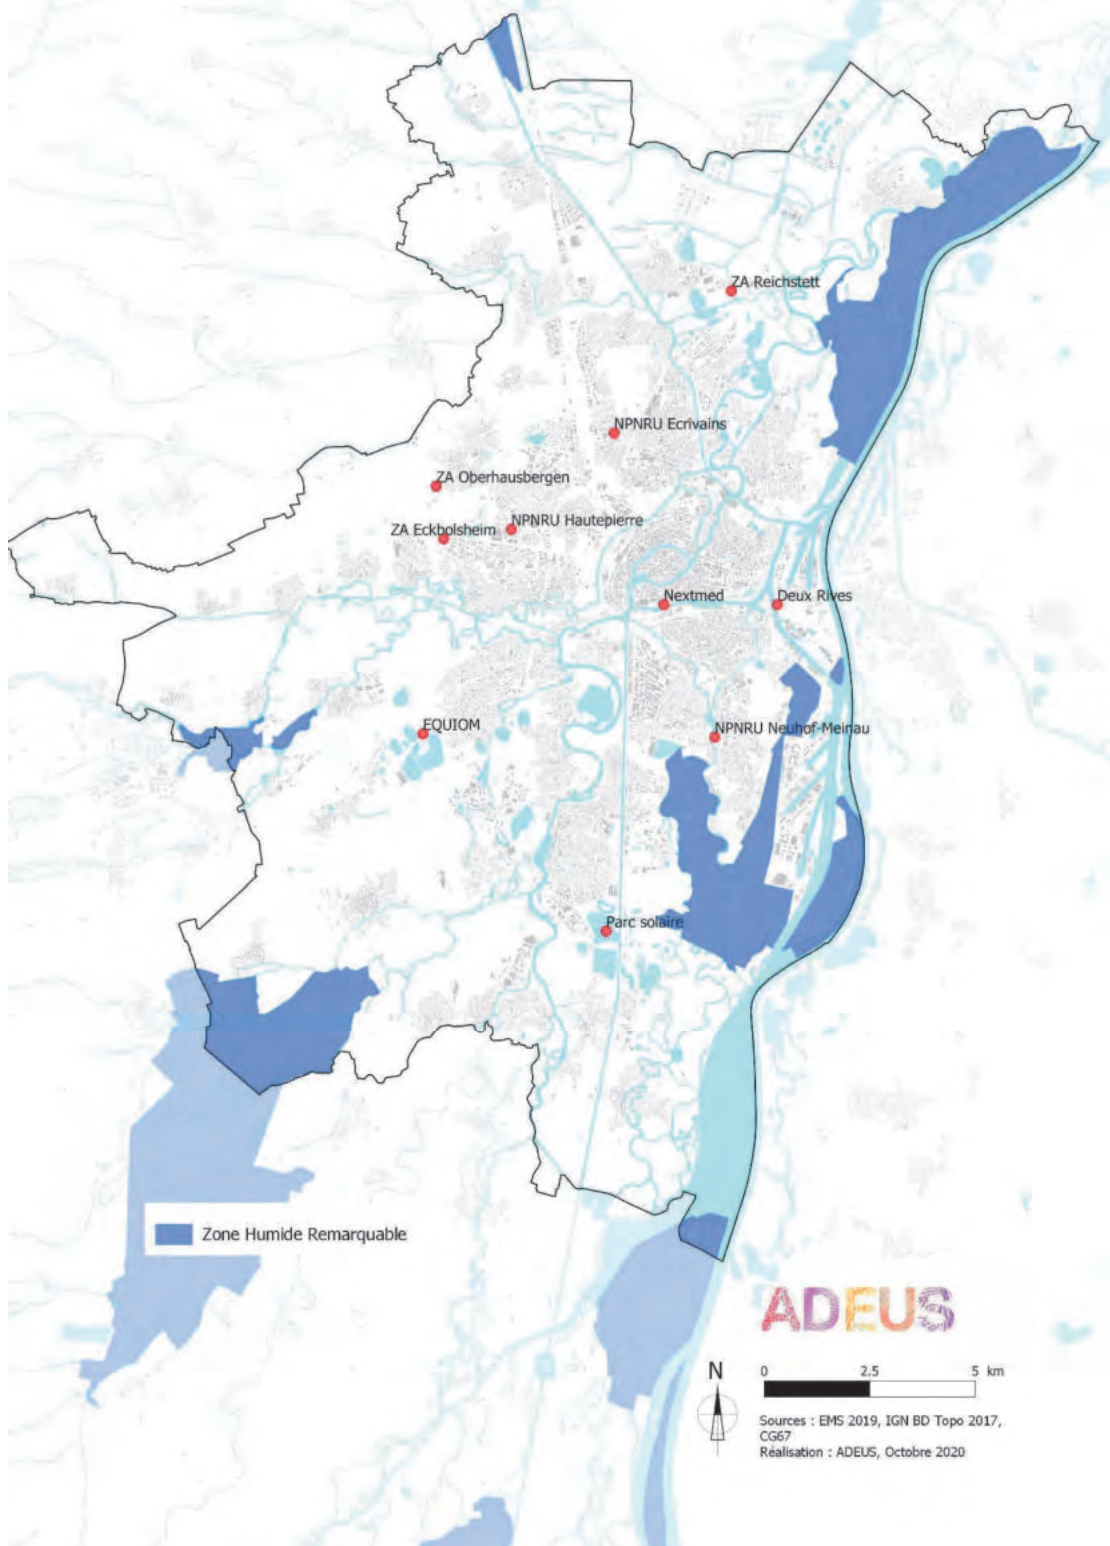 ZA Reichstett
NPNRU Ecrivains
ZA Oberhausbergen
NPNRU Hautepierre
ZA Eckbolsheim
Nextmed
Deux Rives
EQUIOM
NPNRU Neuhof-Meinau
Parc solaire
Zone Humide Remarquable
ADEUS
N
0 2.5 5 km
Sources : EMS 2019, IGN BD Topo 2017,
CG67
Réalisation : ADEUS, Octobre 2020